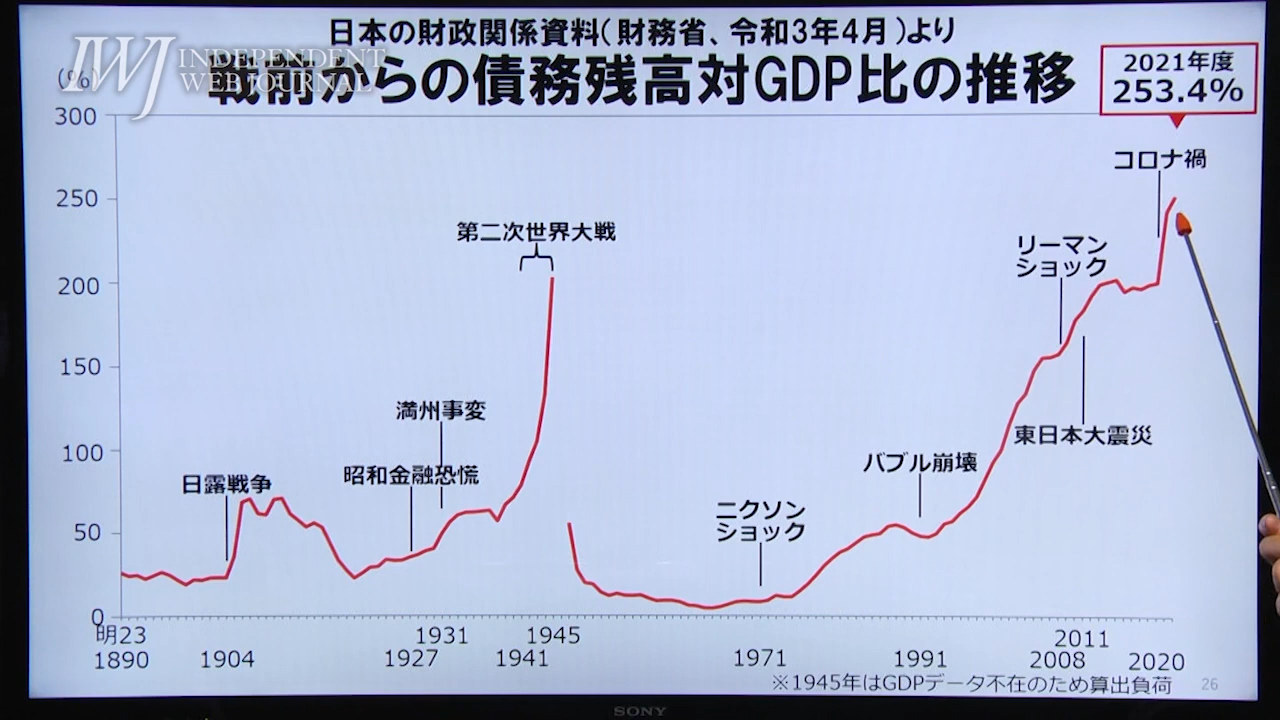 日本の財政関係資料(財務省、令和3年4月)より
IWJ INDEPENDENT
WEB JOURNAL
戦前からの債務残高対GDP比の推移
2021年度
253.4%
(%)
300
250
200
150
100
50
0
コロナ禍
第二次世界大戦
リーマン
ショック
満州事変
東日本大震災
バブル崩壊
昭和金融恐慌
日露戦争
ニクソン
ショック
明23
1931
1945
2011
1890
1904
1927
1941
1971
1991
2008
2020
※1945年はGDPデータ不在のため算出負荷
26
SONY